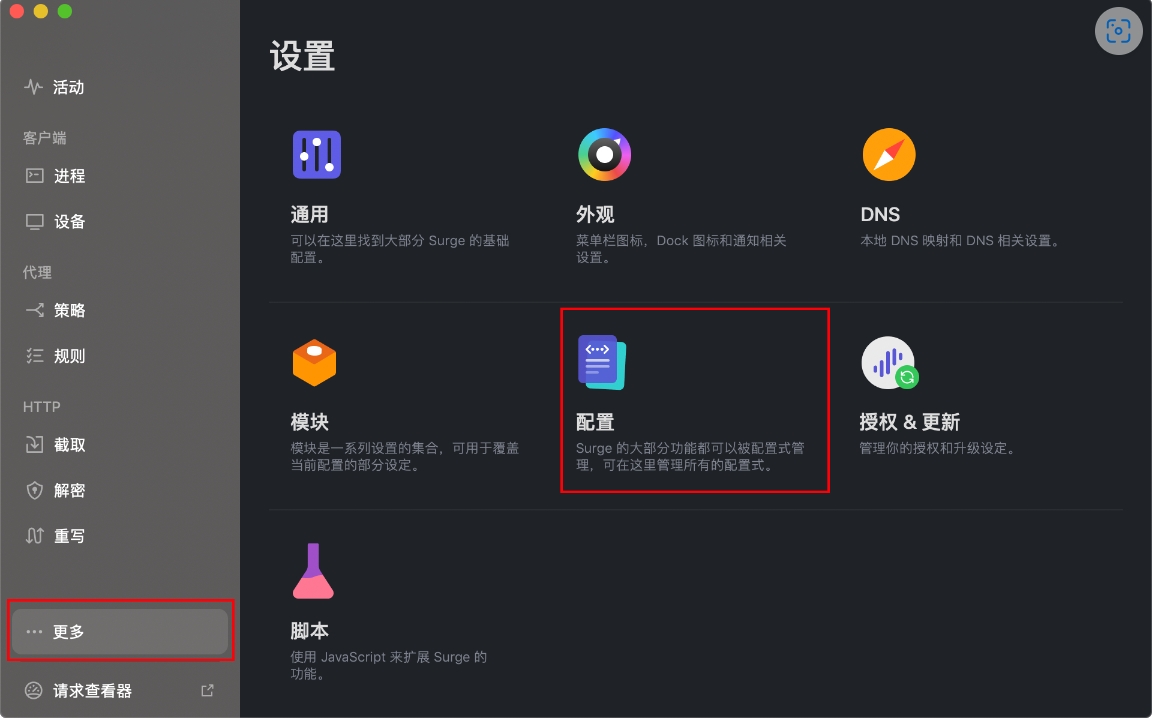 活动
客户端
进程
设备
代理
策略
规则
HTTP
截取
解密
重写
更多
请求查看器
设置
通用
可以在这里找到大部分 Surge 的基础
配置。
外观
菜单栏图标，Dock 图标和通知相关
设置。
DNS
本地 DNS 映射和 DNS 相关设置。
模块
模块是一系列设置的集合，可用于覆盖
当前配置的部分设定。
配置
Surge 的大部分功能都可以被配置式管
理，可在这里管理所有的配置式。
授权 & 更新
管理你的授权和升级设定。
脚本
使用 JavaScript 来扩展 Surge 的
功能。